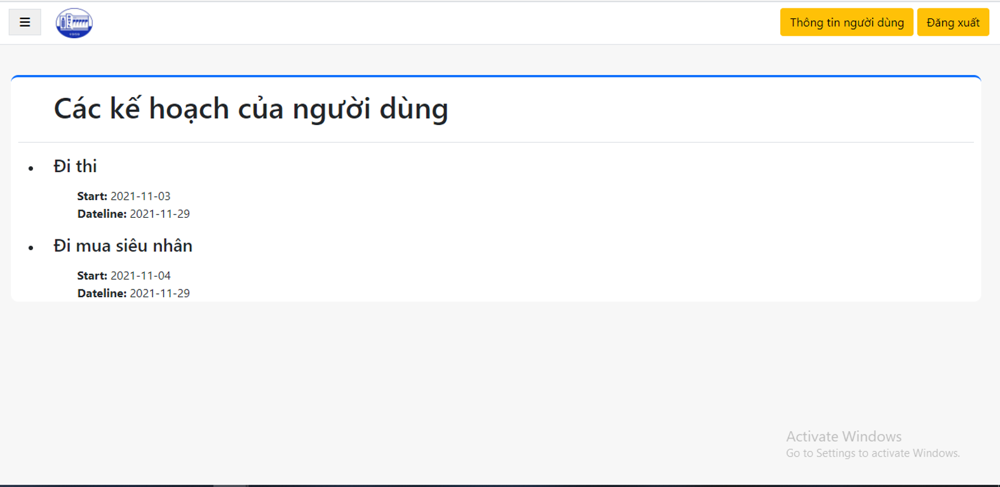 Thông tin người dùng
Đăng xuất
Các kế hoạch của người dùng
Đi thi
Start: 2021-11-03
Dateline: 2021-11-29
Đi mua siêu nhân
Start: 2021-11-04
Dateline: 2021-11-29
Activate Windows
Go to Settings to activate Windows.